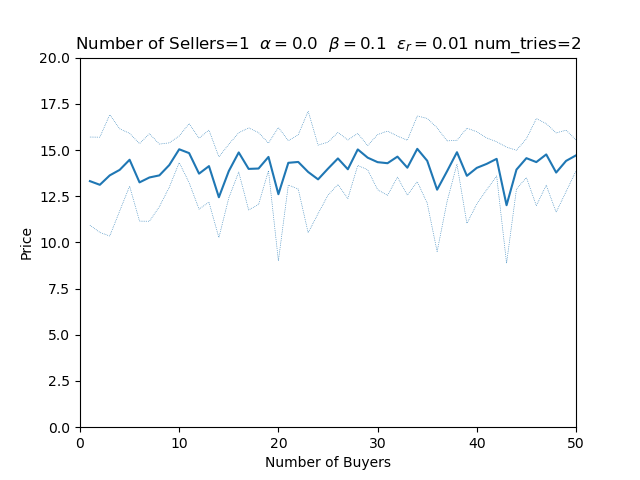 Number of Sellers=1 α = 0.0 β = 0.1 ε_r = 0.01 num_tries=2
20.0
17.5
15.0
12.5
10.0
7.5
5.0
2.5
0.0
Price
0 10 20 30 40 50
Number of Buyers